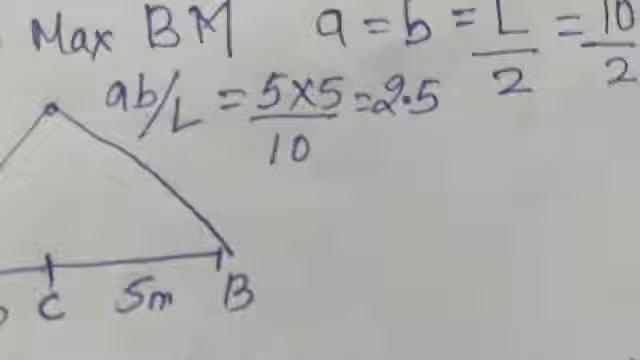 Max BM a = b = L/2 = 10/2
ab/L = 5×5/10 = 2.5
C 5m B